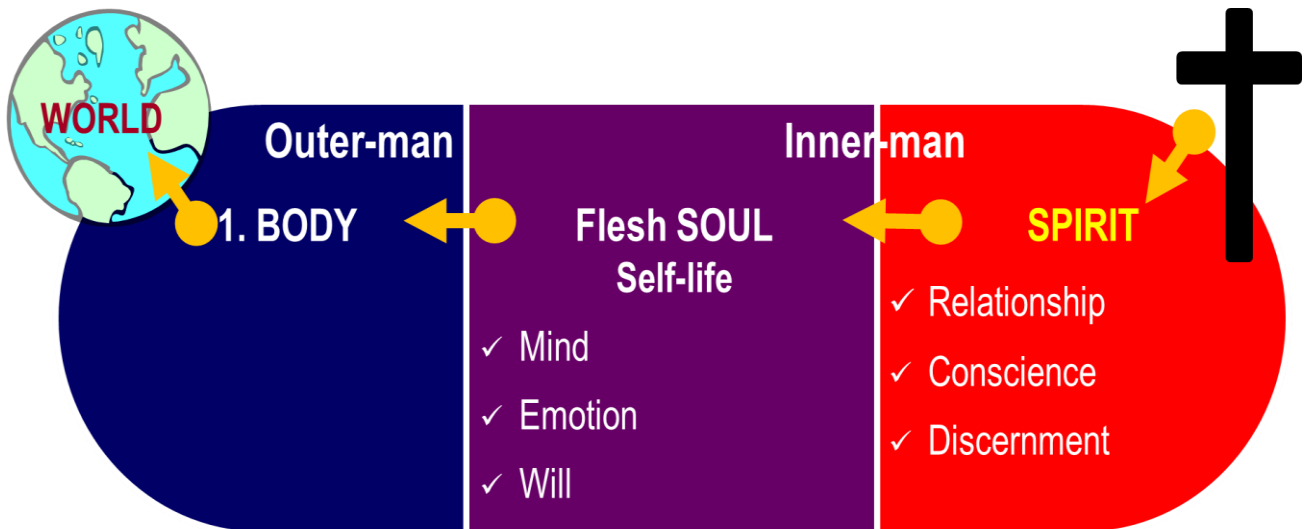 WORLD
Outer-man
Inner-man
1. BODY
Flesh SOUL
Self-life
SPIRIT
✓ Mind
✓ Emotion
✓ Will
✓ Relationship
✓ Conscience
✓ Discernment